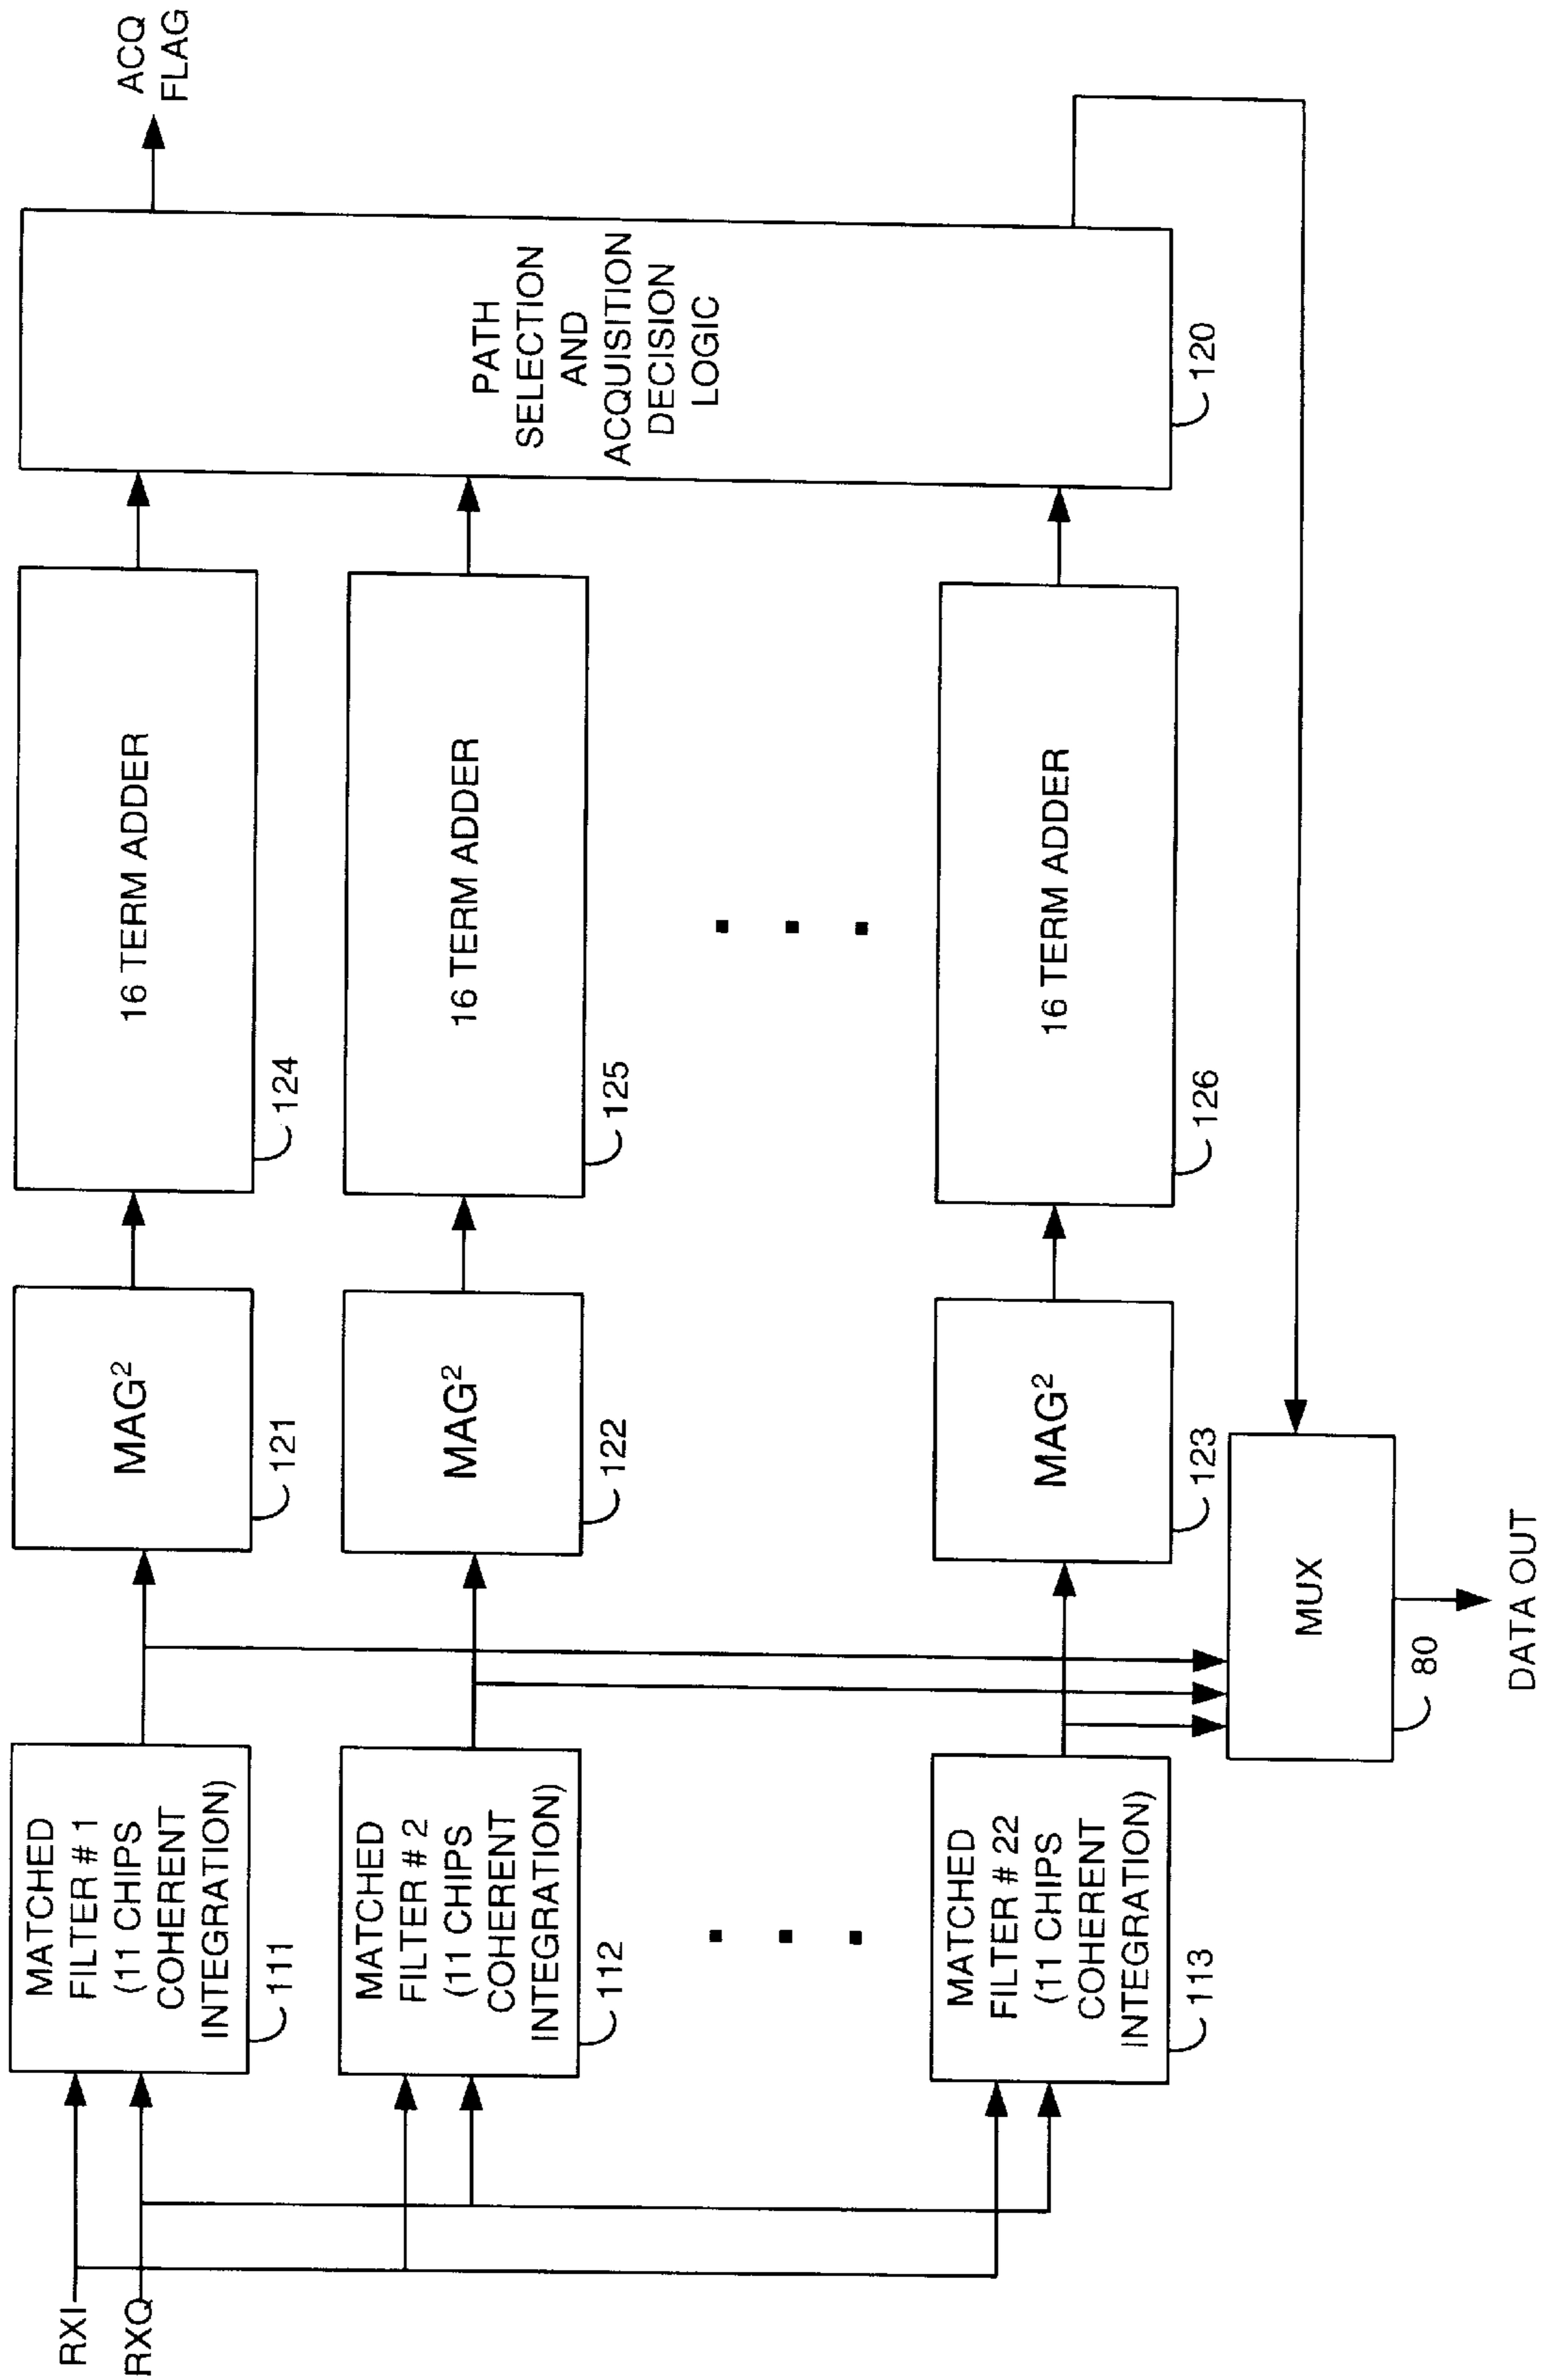 RXI
RXQ
MATCHED
FILTER # 1
(11 CHIPS
COHERENT
INTEGRATION)
111
MAG²
121
16 TERM ADDER
124
MATCHED
FILTER # 2
(11 CHIPS
COHERENT
INTEGRATION)
112
MAG²
122
16 TERM ADDER
125
MATCHED
FILTER # 22
(11 CHIPS
COHERENT
INTEGRATION)
113
MAG²
123
16 TERM ADDER
126
PATH
SELECTION
AND
ACQUISITION
DECISION
LOGIC
120
ACQ
FLAG
MUX
80
DATA OUT